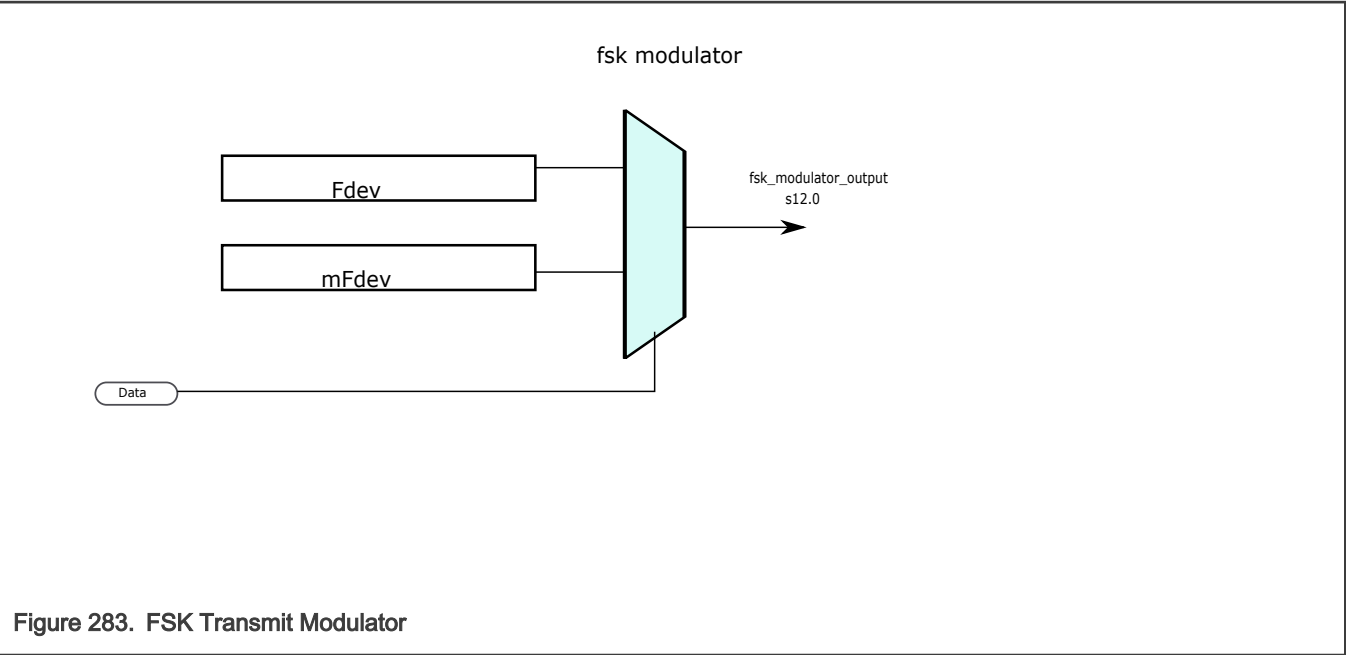 fsk modulator
Fdev
fsk_modulator_output
s12.0
mFdev
Data
Figure 283. FSK Transmit Modulator